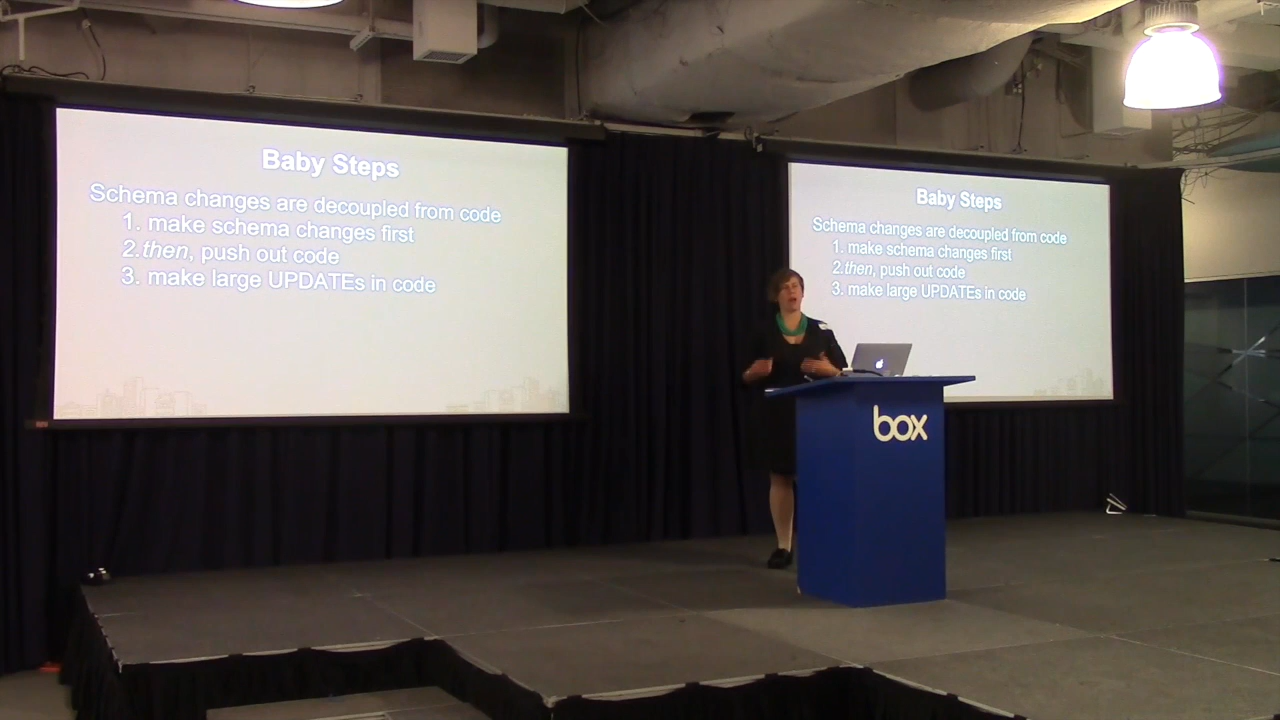 Baby Steps
Schema changes are decoupled from code
1. make schema changes first
2.then, push out code
3. make large UPDATEs in code
Baby Steps
Schema changes are decoupled from code
1. make schema changes first
2.then, push out code
3. make large UPDATEs in code
box